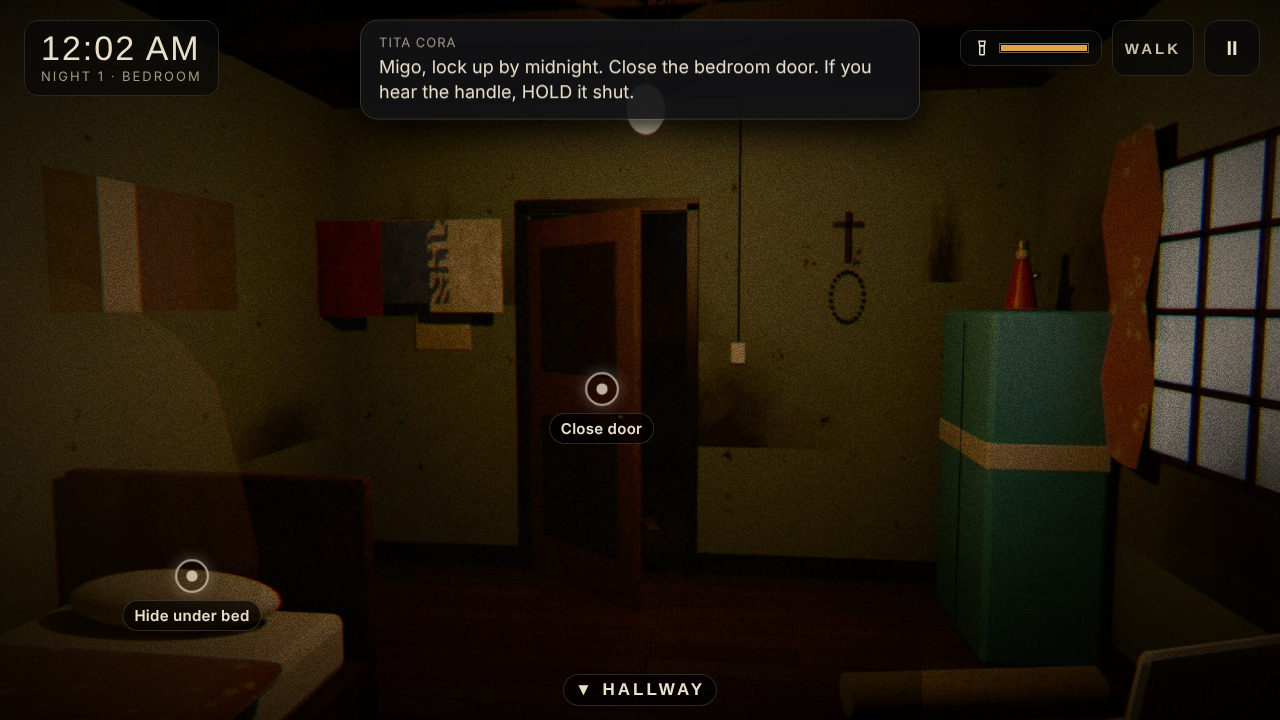 12:02 AM
NIGHT 1 · BEDROOM
TITA CORA
Migo, lock up by midnight. Close the bedroom door. If you
hear the handle, HOLD it shut.
WALK
Close door
Hide under bed
▼ HALLWAY